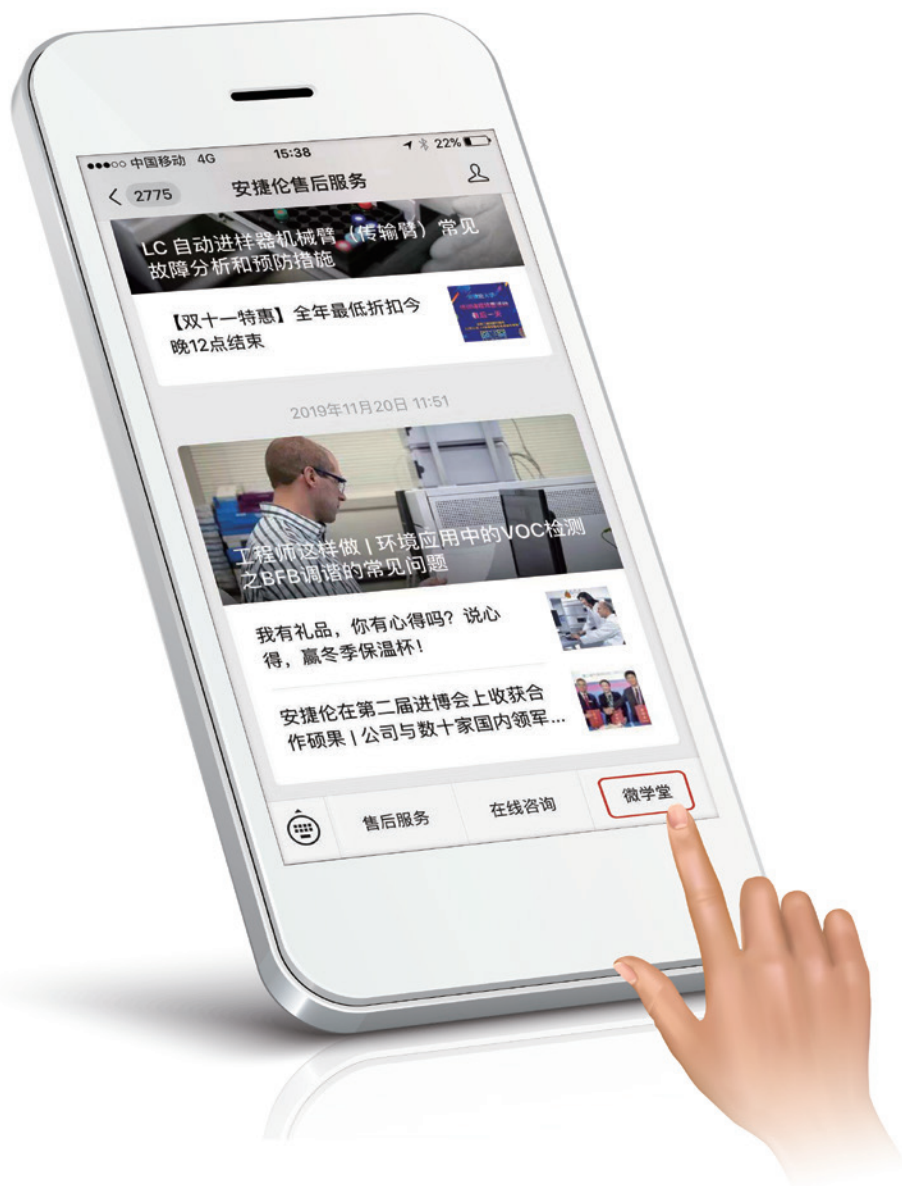 中国移动 4G 15:38 22%
2775 安捷伦售后服务
LC 自动进样器机械臂（传输臂）常见
故障分析和预防措施
【双十一特惠】全年最低折扣今
晚12点结束
2019年11月20日 11:51
工程师这样做 | 环境应用中的VOC检测
之BFB调谐的常见问题
我有礼品，你有心得吗？说心
得，赢冬季保温杯！
安捷伦在第二届进博会上收获合
作硕果 | 公司与数十家国内领军...
售后服务 在线咨询 微学堂